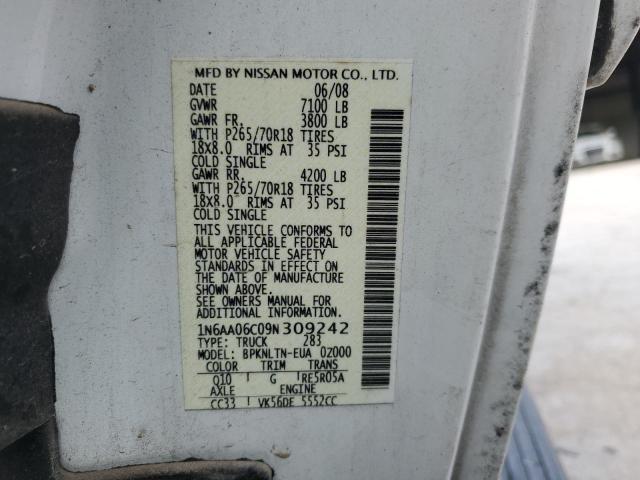 MFD BY NISSAN MOTOR CO., LTD.
DATE 06/08
GVWR 7100 LB
GAWR FR. 3800 LB
WITH P265/70R18 TIRES
18X8.0 RIMS AT 35 PSI
COLD SINGLE
GAWR RR. 4200 LB
WITH P265/70R18 TIRES
18X8.0 RIMS AT 35 PSI
COLD SINGLE
THIS VEHICLE CONFORMS TO
ALL APPLICABLE FEDERAL
MOTOR VEHICLE SAFETY
STANDARDS IN EFFECT ON
THE DATE OF MANUFACTURE
SHOWN ABOVE.
SEE OWNERS MANUAL FOR
ADDITIONAL INFORMATION.
1N6AA06C09N309242
TYPE: TRUCK 283
MODEL: BPKNLTN-EUA 02000
COLOR TRIM TRANS
Q10 G RE5R05A
AXLE ENGINE
CC33 VK56DE 5552CC